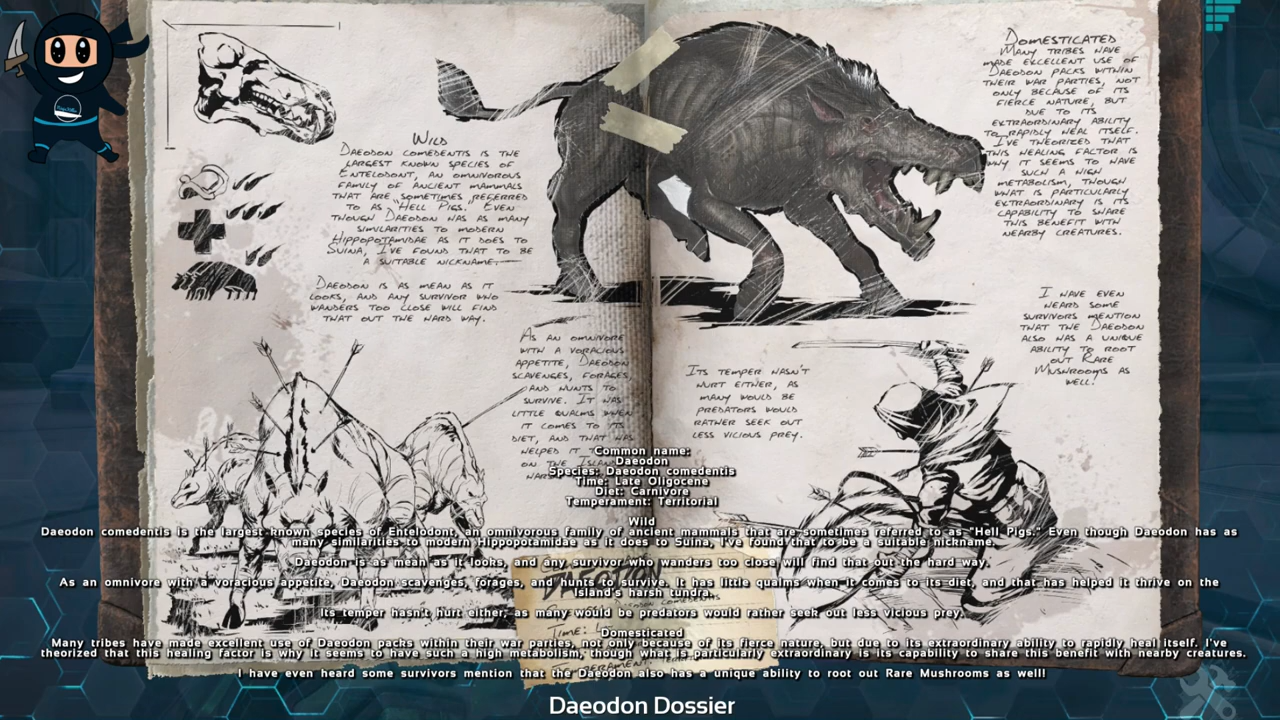 Wild
Daeodon comedentis is the
largest known species of
Entelodont, an omnivorous
family of ancient mammals
that are sometimes referred
to as "Hell Pigs." Even
though Daeodon has as many
similarities to modern
Hippopotamidae as it does to
Suina, I've found that to be
a suitable nickname.
Daeodon is as mean as it
looks, and any survivor who
wanders too close will find
that out the hard way.
As an omnivore
with a voracious
appetite, Daeodon
scavenges, forages,
and hunts to
survive. It has
little qualms when
it comes to its
diet, and that has
helped it
on the Island's
Its temper hasn't
hurt either, as
many would be
predators would
rather seek out
less vicious prey.
Domesticated
Many tribes have
made excellent use of
Daeodon packs within
their war parties, not
only because of its
fierce nature, but
due to its
extraordinary ability
to rapidly heal itself.
I've theorized that
this healing factor is
why it seems to have
such a high
metabolism, though
what is particularly
extraordinary is its
capability to share
this benefit with
nearby creatures.
I have even
heard some
survivors mention
that the Daeodon
also has a unique
ability to root
out Rare
Mushrooms as
well!
Common name:
Daeodon
Species: Daeodon comedentis
Time: Late Oligocene
Diet: Carnivore
Temperament: Territorial
Wild
Daeodon comedentis is the largest known species of Entelodont, an omnivorous family of ancient mammals that are sometimes referred to as "Hell Pigs." Even though Daeodon has as
many similarities to modern Hippopotamidae as it does to Suina, I've found that to be a suitable nickname.
Daeodon is as mean as it looks, and any survivor who wanders too close will find that out the hard way.
As an omnivore with a voracious appetite, Daeodon scavenges, forages, and hunts to survive. It has little qualms when it comes to its diet, and that has helped it thrive on the
Island's harsh tundra.
Its temper hasn't hurt either, as many would be predators would rather seek out less vicious prey.
Domesticated
Many tribes have made excellent use of Daeodon packs within their war parties, not only because of its fierce nature, but due to its extraordinary ability to rapidly heal itself. I've
theorized that this healing factor is why it seems to have such a high metabolism, though what is particularly extraordinary is its capability to share this benefit with nearby creatures.
I have even heard some survivors mention that the Daeodon also has a unique ability to root out Rare Mushrooms as well!
Time:
Temperament:
Daeodon Dossier